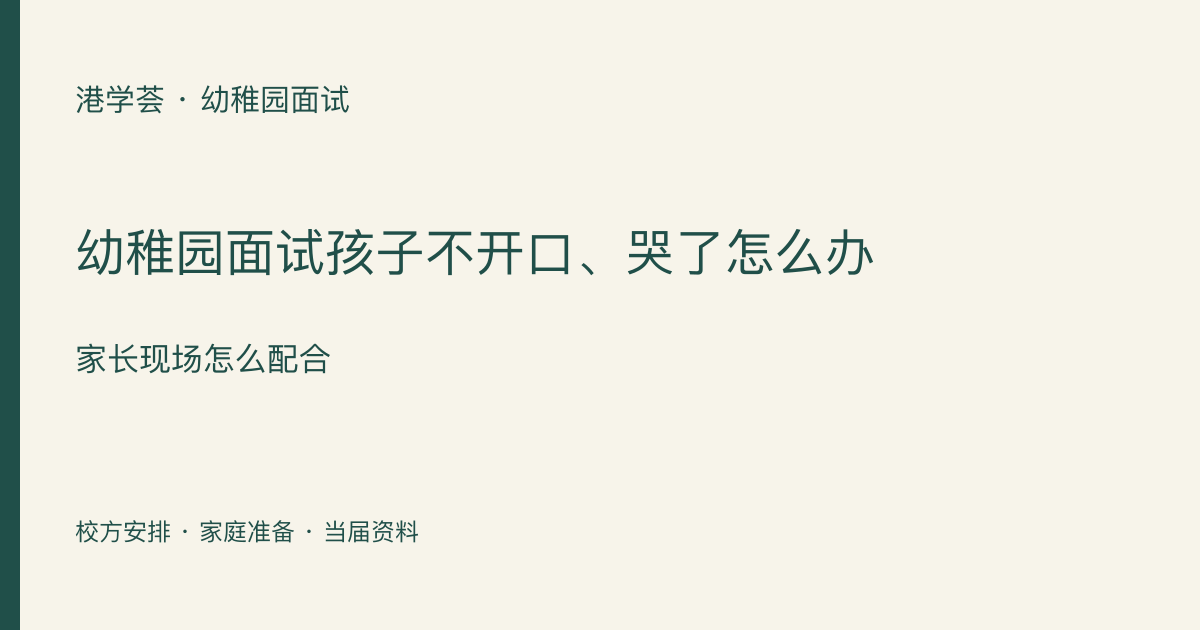 港学荟 · 幼稚园面试
幼稚园面试孩子不开口、哭了怎么办
家长现场怎么配合
校方安排 · 家庭准备 · 当届资料